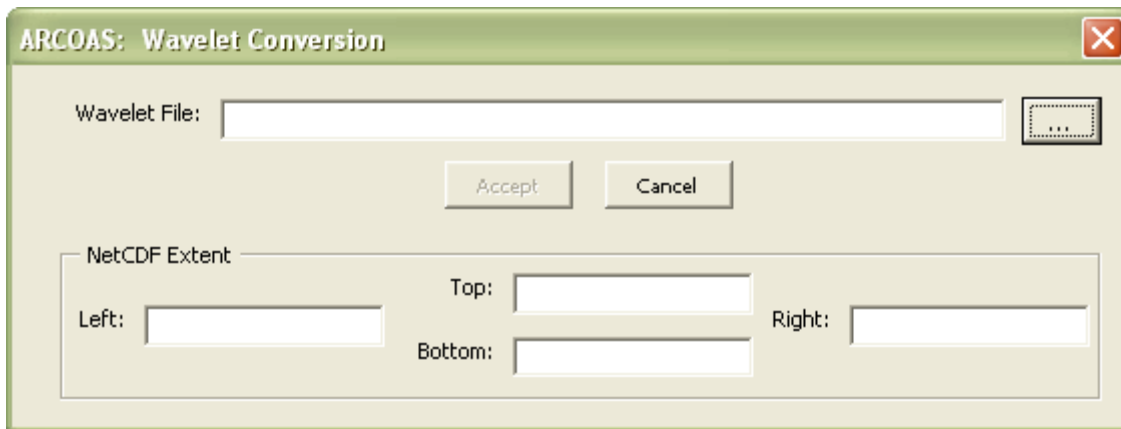 ARCOAS: Wavelet Conversion
Wavelet File:
...
Accept
Cancel
NetCDF Extent
Top:
Left:
Right:
Bottom: